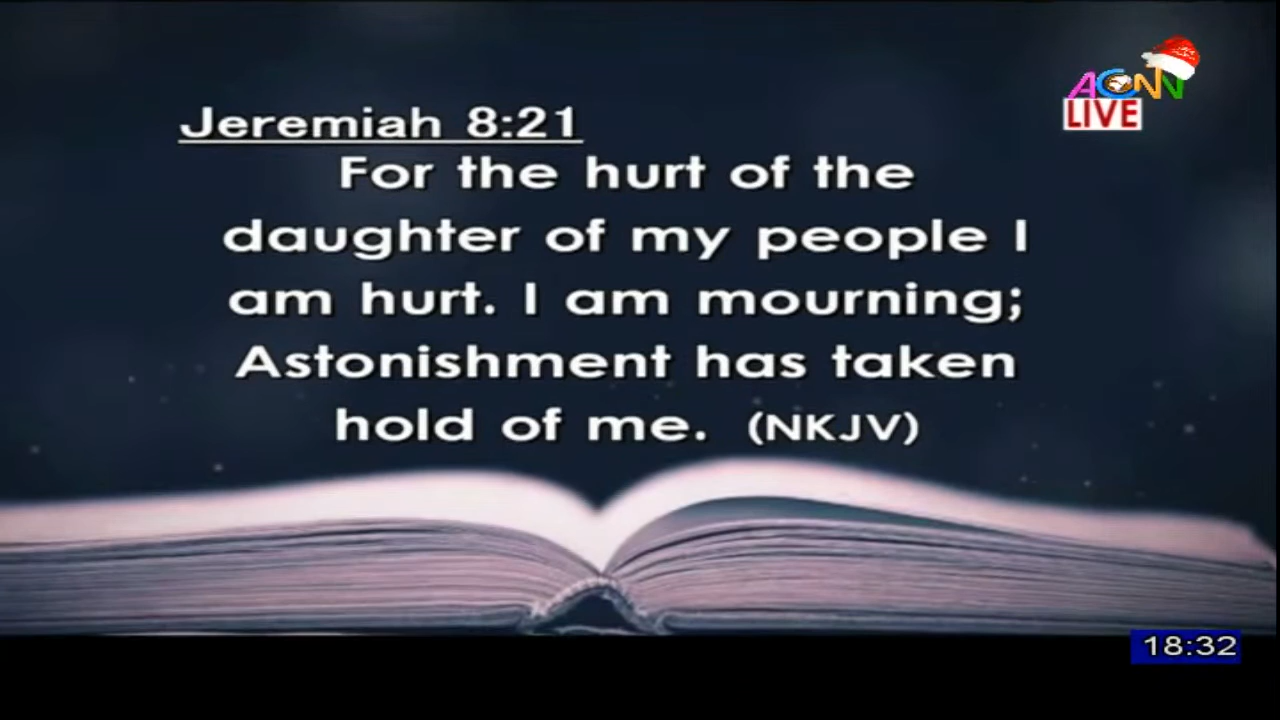 ACNN
LIVE
Jeremiah 8:21
For the hurt of the
daughter of my people I
am hurt. I am mourning;
Astonishment has taken
hold of me. (NKJV)
18:32